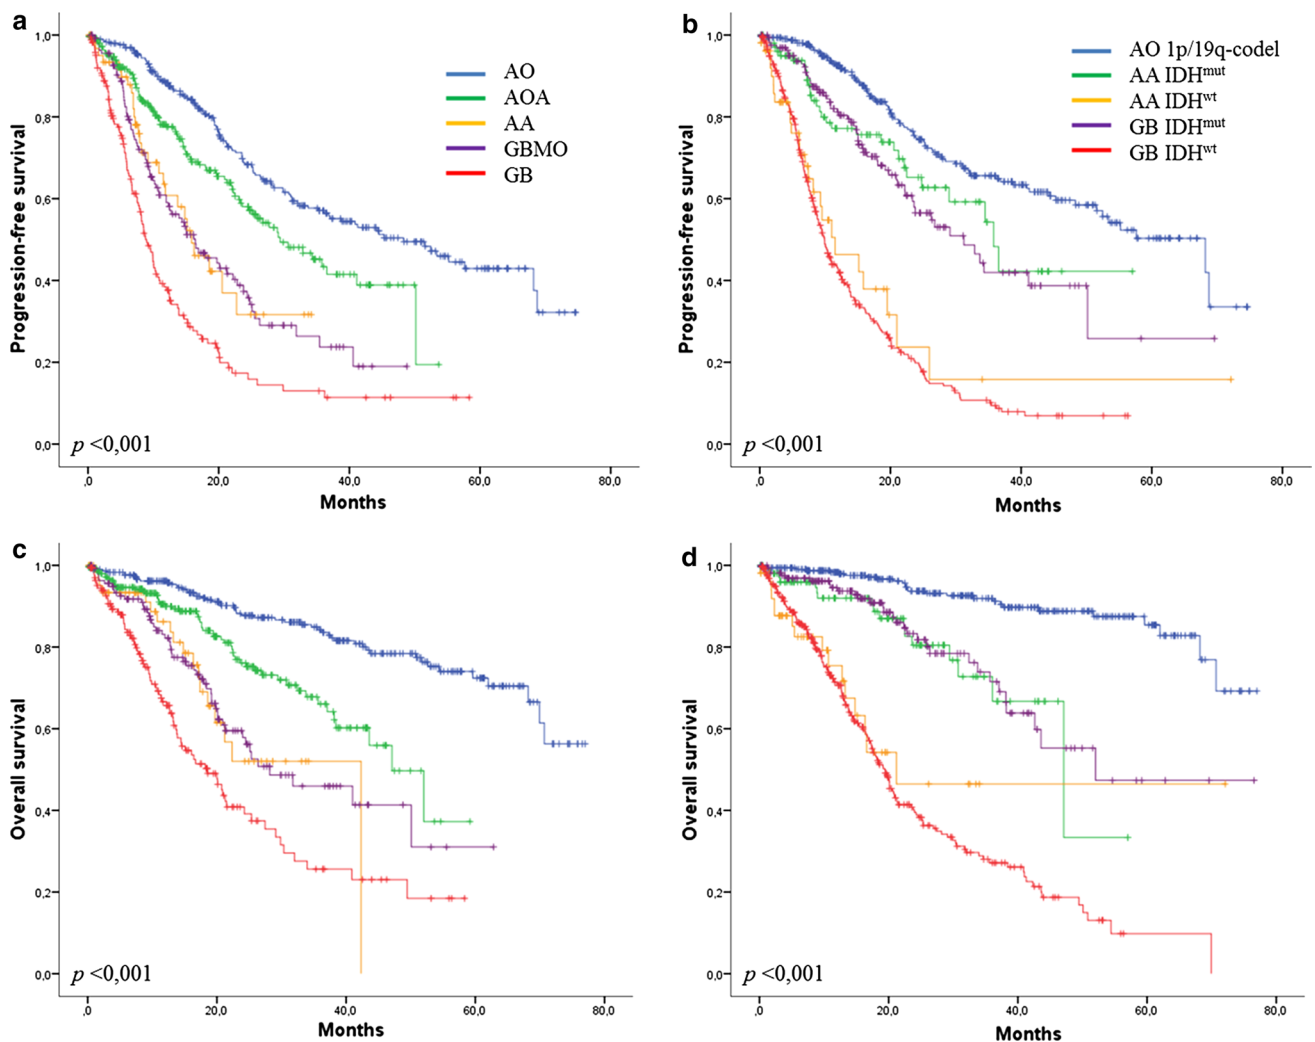 a
1,0
0,8
0,6
0,4
0,2
0,0
Progression-free survival
AO
AOA
AA
GBMO
GB
p <0,001
,0 20,0 40,0 60,0 80,0
Months
b
1,0
0,8
0,6
0,4
0,2
0,0
Progression-free survival
AO 1p/19q-codel
AA IDHmut
AA IDHwt
GB IDHmut
GB IDHwt
p <0,001
,0 20,0 40,0 60,0 80,0
Months
c
1,0
0,8
0,6
0,4
0,2
0,0
Overall survival
p <0,001
,0 20,0 40,0 60,0 80,0
Months
d
1,0
0,8
0,6
0,4
0,2
0,0
Overall survival
p <0,001
,0 20,0 40,0 60,0 80,0
Months